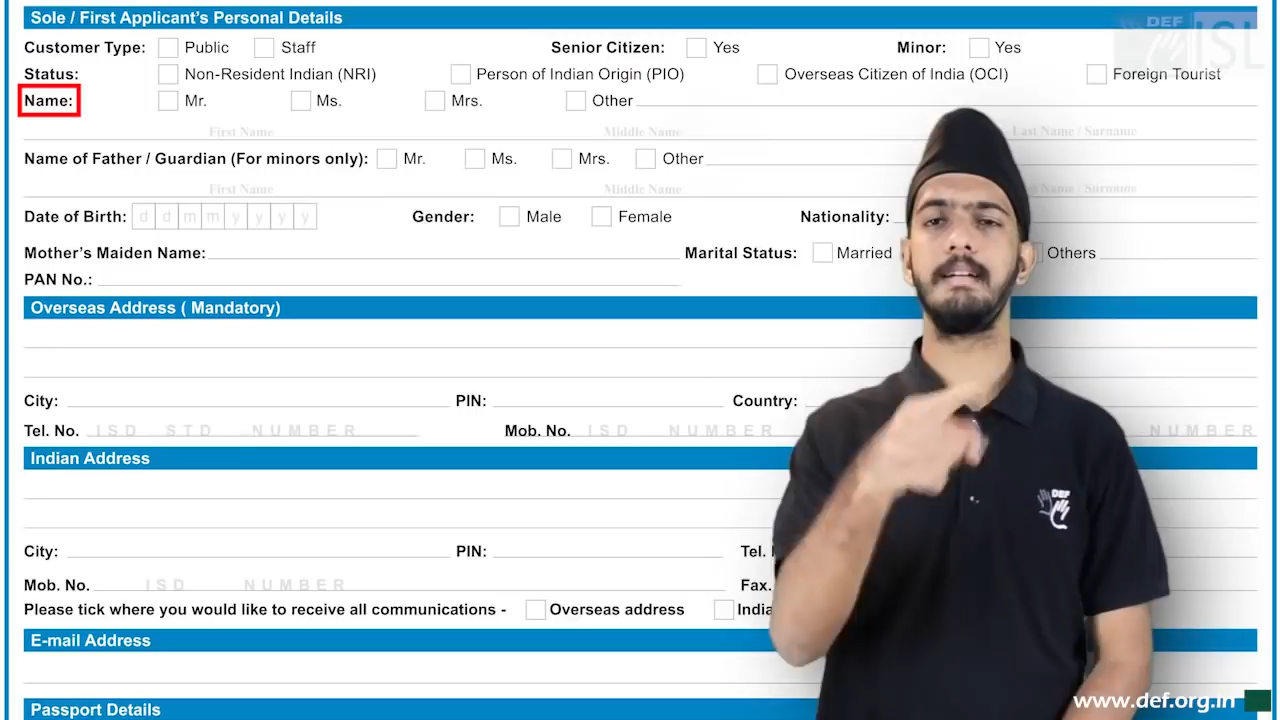 Sole / First Applicant's Personal Details
DEF
ISL
Customer Type: Public Staff Senior Citizen: Yes Minor: Yes
Status: Non-Resident Indian (NRI) Person of Indian Origin (PIO) Overseas Citizen of India (OCI) Foreign Tourist
Name: Mr. Ms. Mrs. Other
First Name Middle Name Last Name / Surname
Name of Father / Guardian (For minors only): Mr. Ms. Mrs. Other
First Name Middle Name Name / Surname
Date of Birth: d d m m y y y y Gender: Male Female Nationality:
Mother's Maiden Name: Marital Status: Married Others
PAN No.:
Overseas Address ( Mandatory)
City: PIN: Country:
Tel. No. ISD STD NUMBER Mob. No. ISD NUMBER NUMBER
Indian Address
City: PIN: Tel.
Mob. No. ISD NUMBER Fax.
Please tick where you would like to receive all communications - Overseas address
DEF
E-mail Address
Passport Details
www.def.org.in